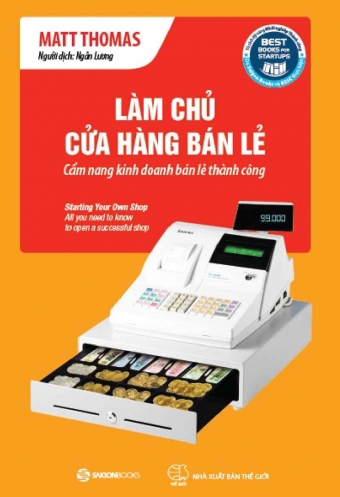 MATT THOMAS
Người dịch: Ngân Lương
BEST
BOOKS FOR
STARTUPS
LÀM CHỦ
CỬA HÀNG BÁN LẺ
Cẩm nang kinh doanh bán lẻ thành công
Starting Your Own Shop
All you need to know
to open a successful shop
99.000
SAIGONBOOKS
THẾ GIỚI
NHÀ XUẤT BẢN THẾ GIỚI